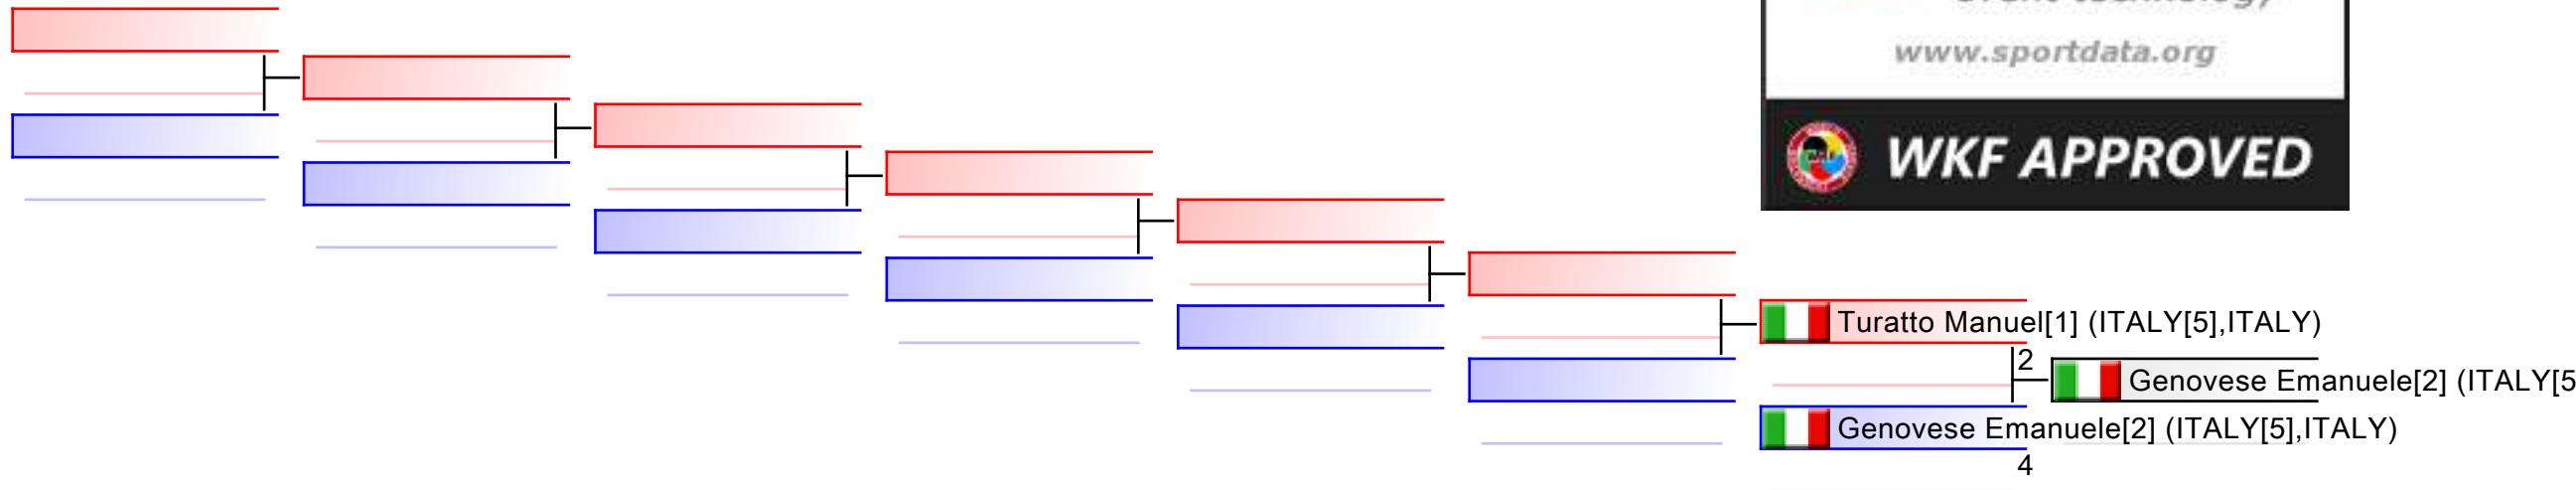 www.sportdata.org
WKF APPROVED
Turatto Manuel[1] (ITALY[5],ITALY)
2
Genovese Emanuele[2] (ITALY[5
Genovese Emanuele[2] (ITALY[5],ITALY)
4